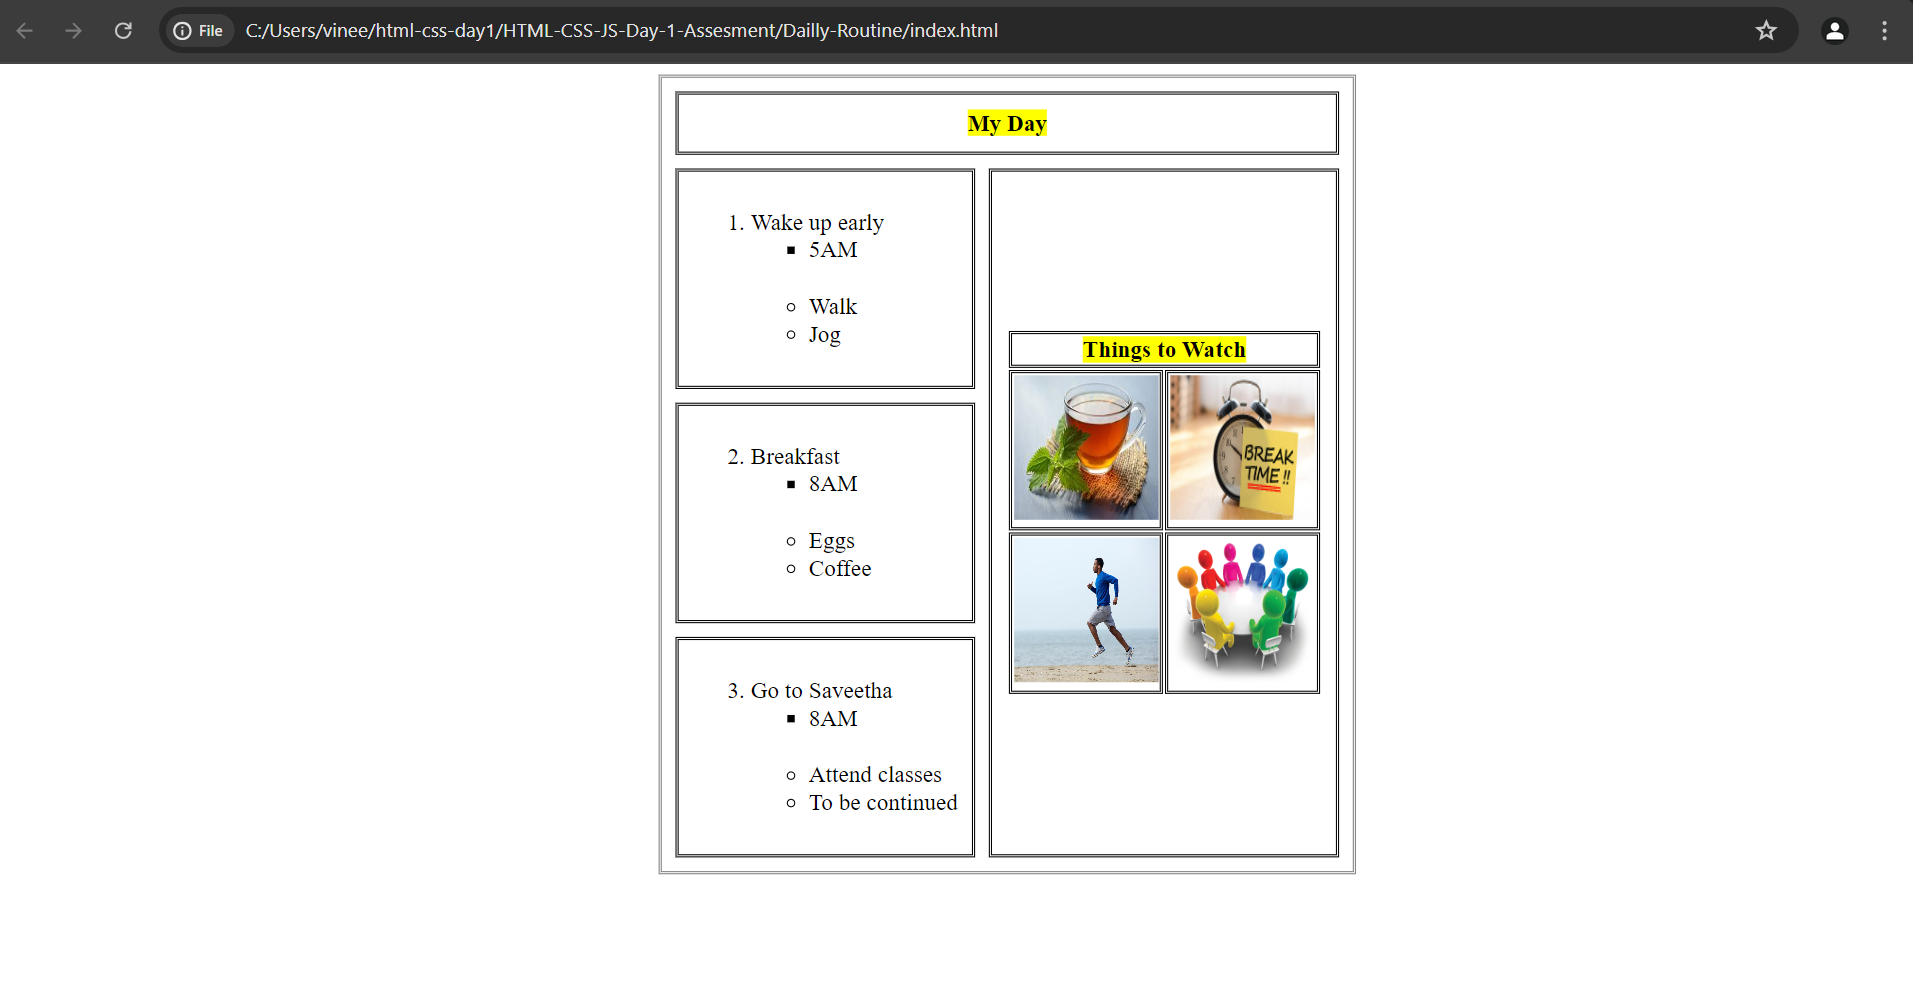 File C:/Users/vinee/html-css-day1/HTML-CSS-JS-Day-1-Assesment/Dailly-Routine/index.html
My Day
1. Wake up early
▪ 5AM
○ Walk
○ Jog
2. Breakfast
▪ 8AM
○ Eggs
○ Coffee
3. Go to Saveetha
▪ 8AM
○ Attend classes
○ To be continued
Things to Watch
BREAK
TIME!!